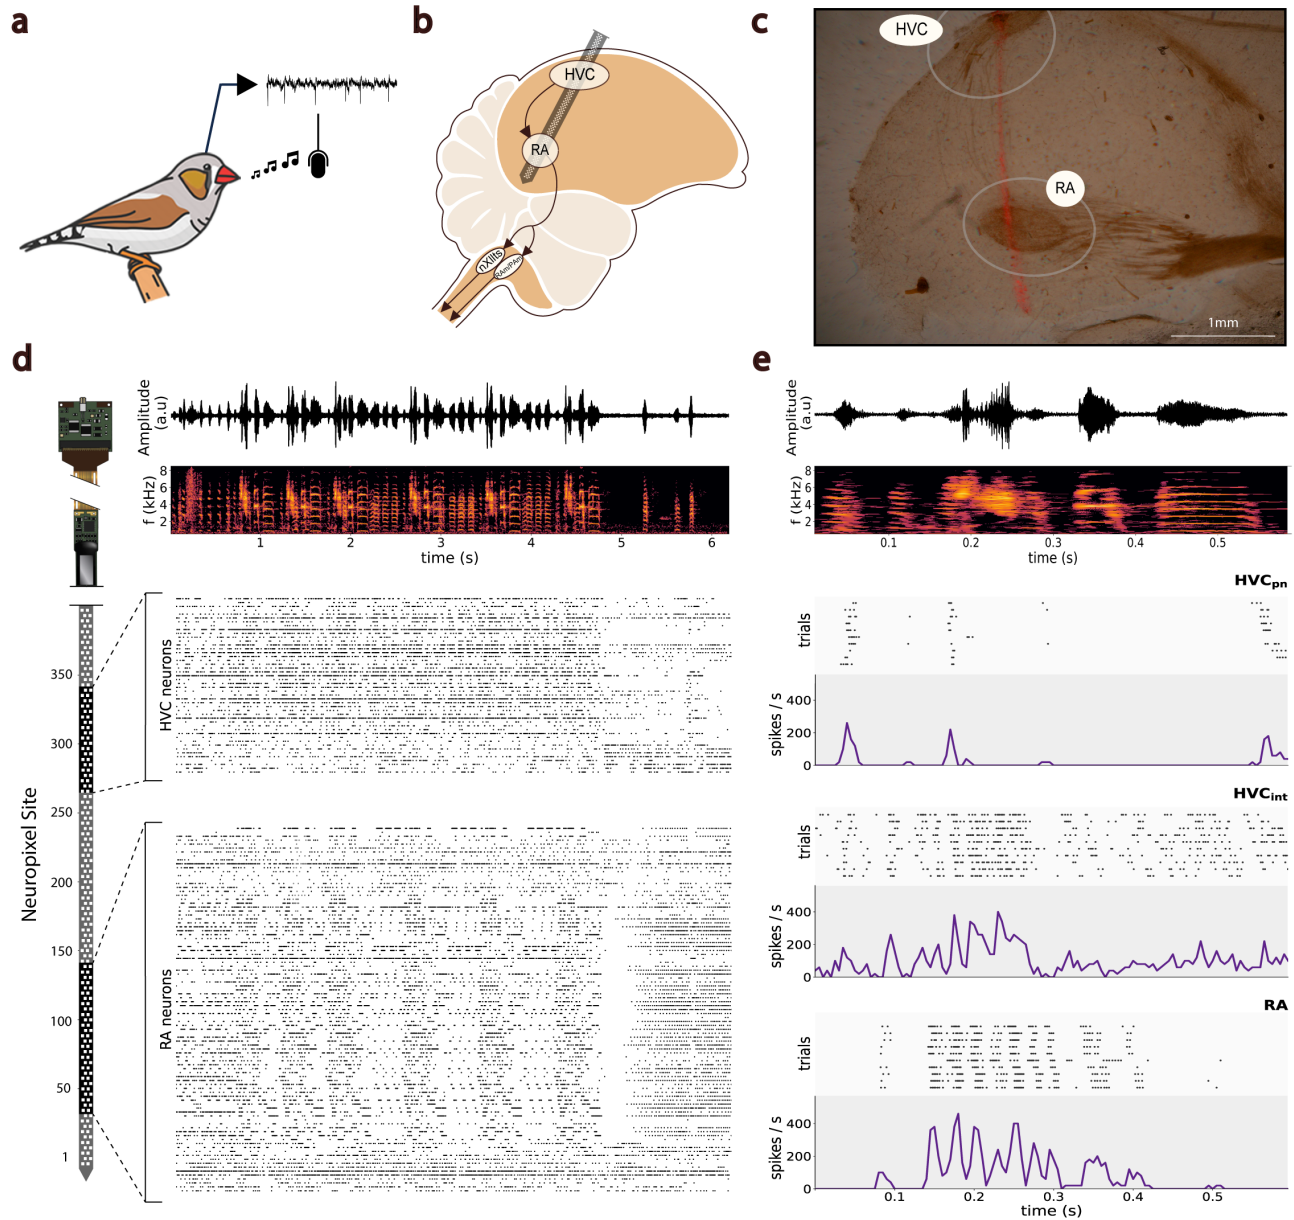 a
b
HVC
RA
nXIIts
RAm/PAm
c
HVC
RA
1mm
d
Amplitude
(a.u)
f (kHz)
8
6
4
2
1
2
3
4
5
6
time (s)
Neuropixel Site
350
300
250
200
150
100
50
1
HVC neurons
RA neurons
e
Amplitude
(a.u)
f (kHz)
8
6
4
2
0.1
0.2
0.3
0.4
0.5
time (s)
HVCpn
trials
spikes / s
400
200
0
HVCint
trials
spikes / s
400
200
0
RA
trials
spikes / s
400
200
0
0.1
0.2
0.3
0.4
0.5
time (s)